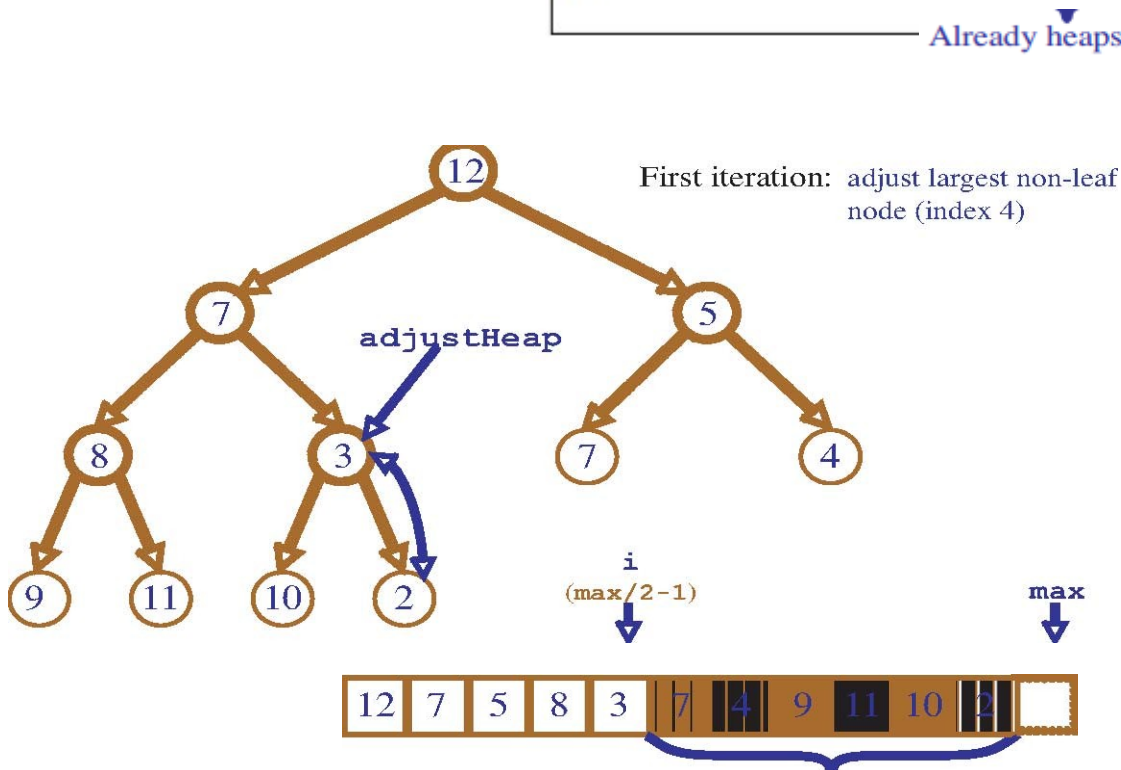 Already heaps
12
First iteration: adjust largest non-leaf
node (index 4)
7
5
adjustHeap
8
3
7
4
9
11
10
2
i
(max/2-1)
max
12 7 5 8 3 7 4 9 11 10 2